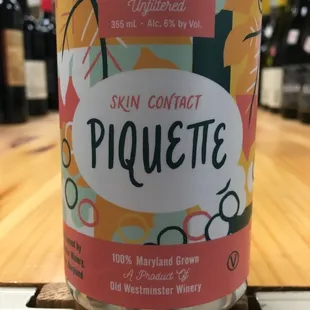 Unfiltered
355 mL - Alc. 6% by Vol.
SKIN CONTACT
PIQUETTE
100% Maryland Grown
A Product Of
Old Westminster Winery
V